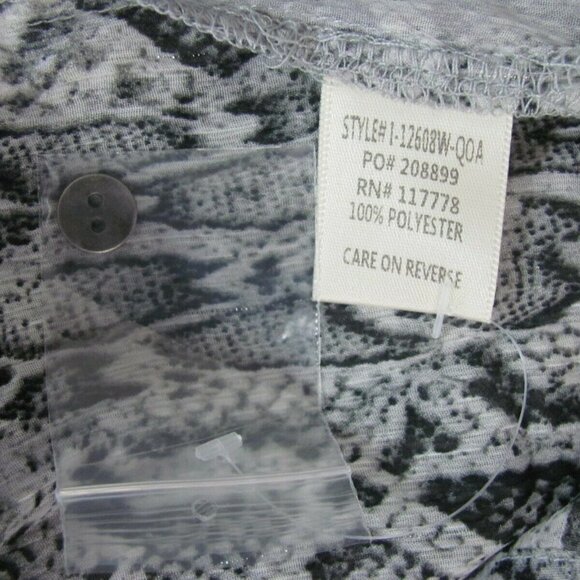 STYLE# I-12608W-QOA
PO# 208899
RN# 117778
100% POLYESTER
CARE ON REVERSE